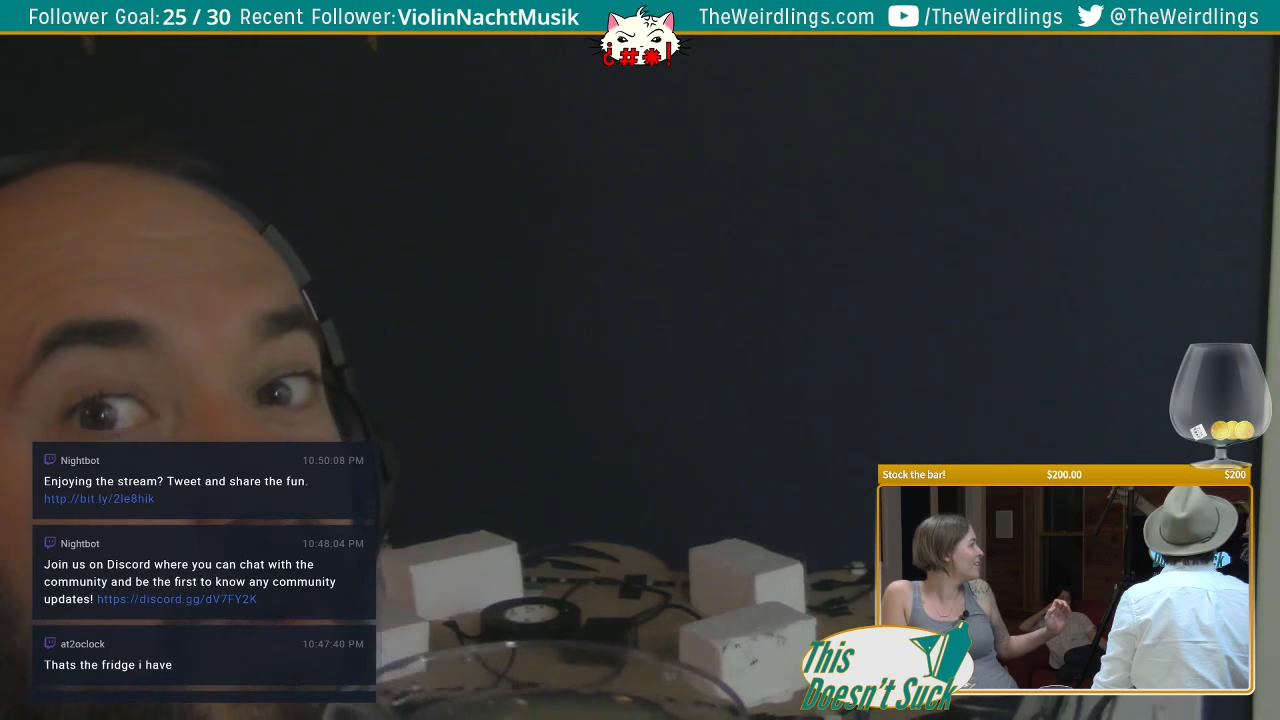 Follower Goal: 25 / 30 Recent Follower: ViolinNachtMusik
¿#*!
TheWeirdlings.com /TheWeirdlings @TheWeirdlings
Nightbot 10:50:08 PM
Enjoying the stream? Tweet and share the fun.
http://bit.ly/2Ie8hik
Nightbot 10:48:04 PM
Join us on Discord where you can chat with the
community and be the first to know any community
updates! https://discord.gg/dV7FY2K
at2oclock 10:47:40 PM
Thats the fridge i have
Stock the bar! $200.00 $200
This
Doesn't Suck